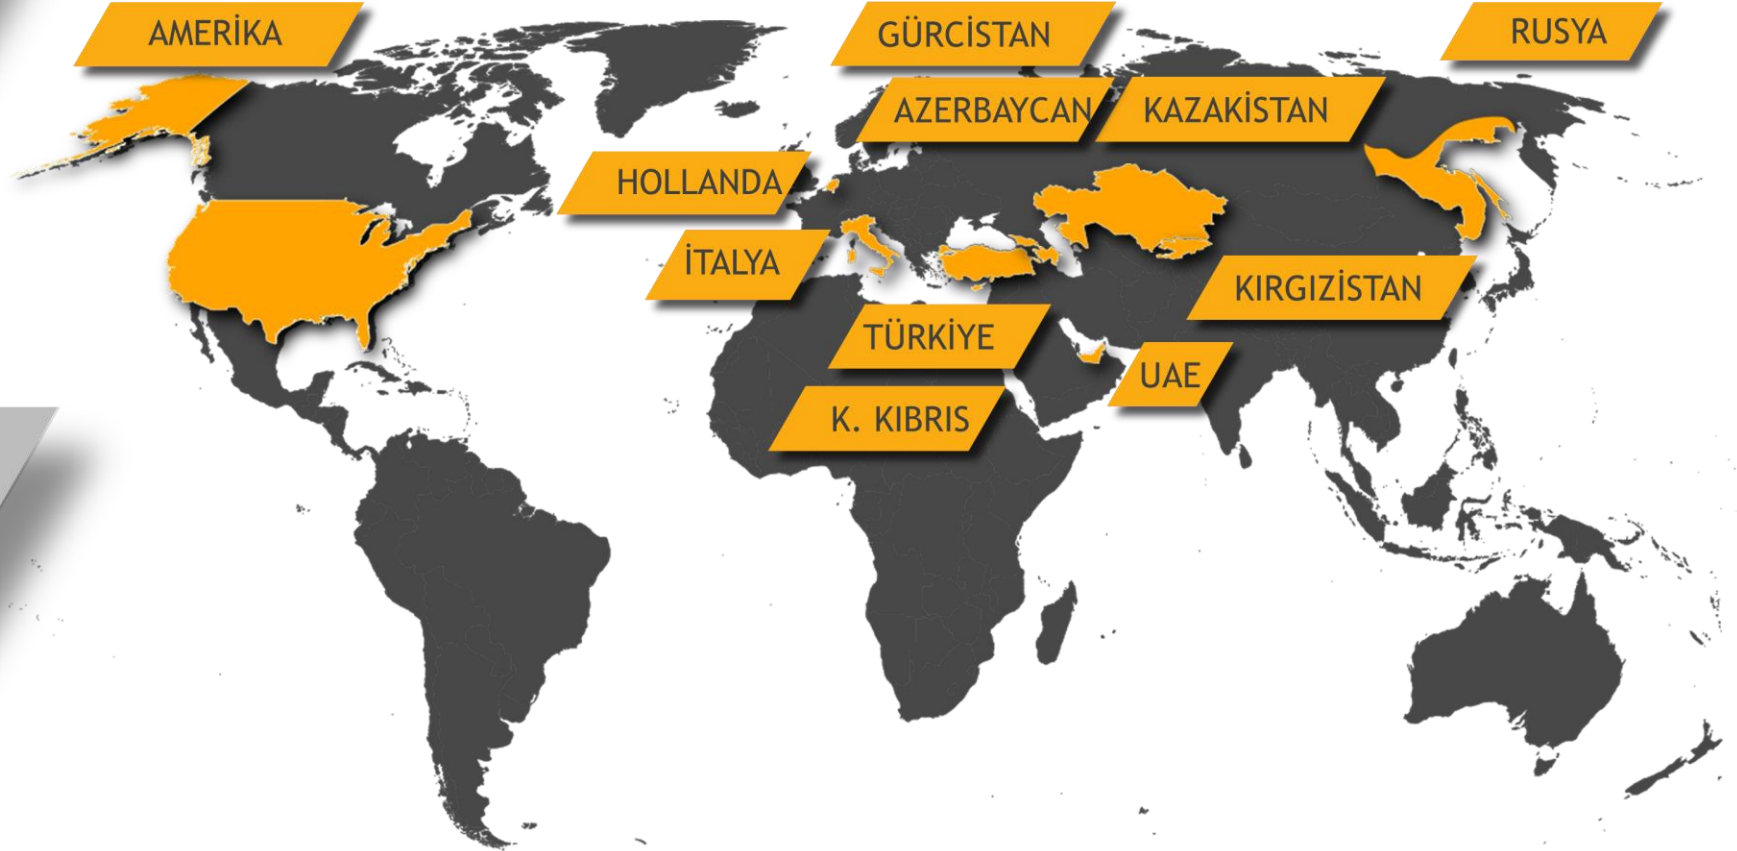 AMERİKA
GÜRCİSTAN
RUSYA
AZERBAYCAN
KAZAKİSTAN
HOLLANDA
İTALYA
KIRGIZİSTAN
TÜRKİYE
UAE
K. KIBRIS